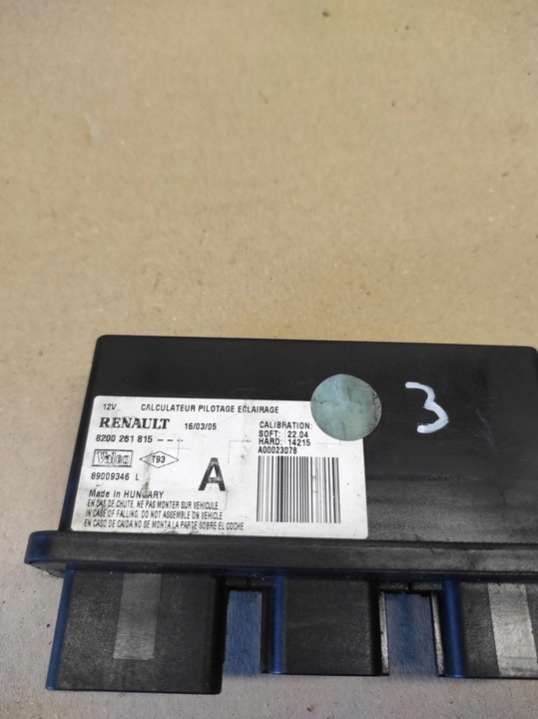 12V CALCULATEUR PILOTAGE ECLAIRAGE
RENAULT 16/03/05
8200 261 815 - - -
CALIBRATION:
SOFT: 22.04
HARD: 14215
A00023078
Valeo T93
89009346 L
A
Made in HUNGARY
EN CAS DE CHUTE, NE PAS MONTER SUR VEHICULE
IN CASE OF FALLING, DO NOT ASSEMBLE ON VEHICLE
EN CASO DE CAIDA NO SE MONTA LA PARTE SOBRE EL COCHE
3